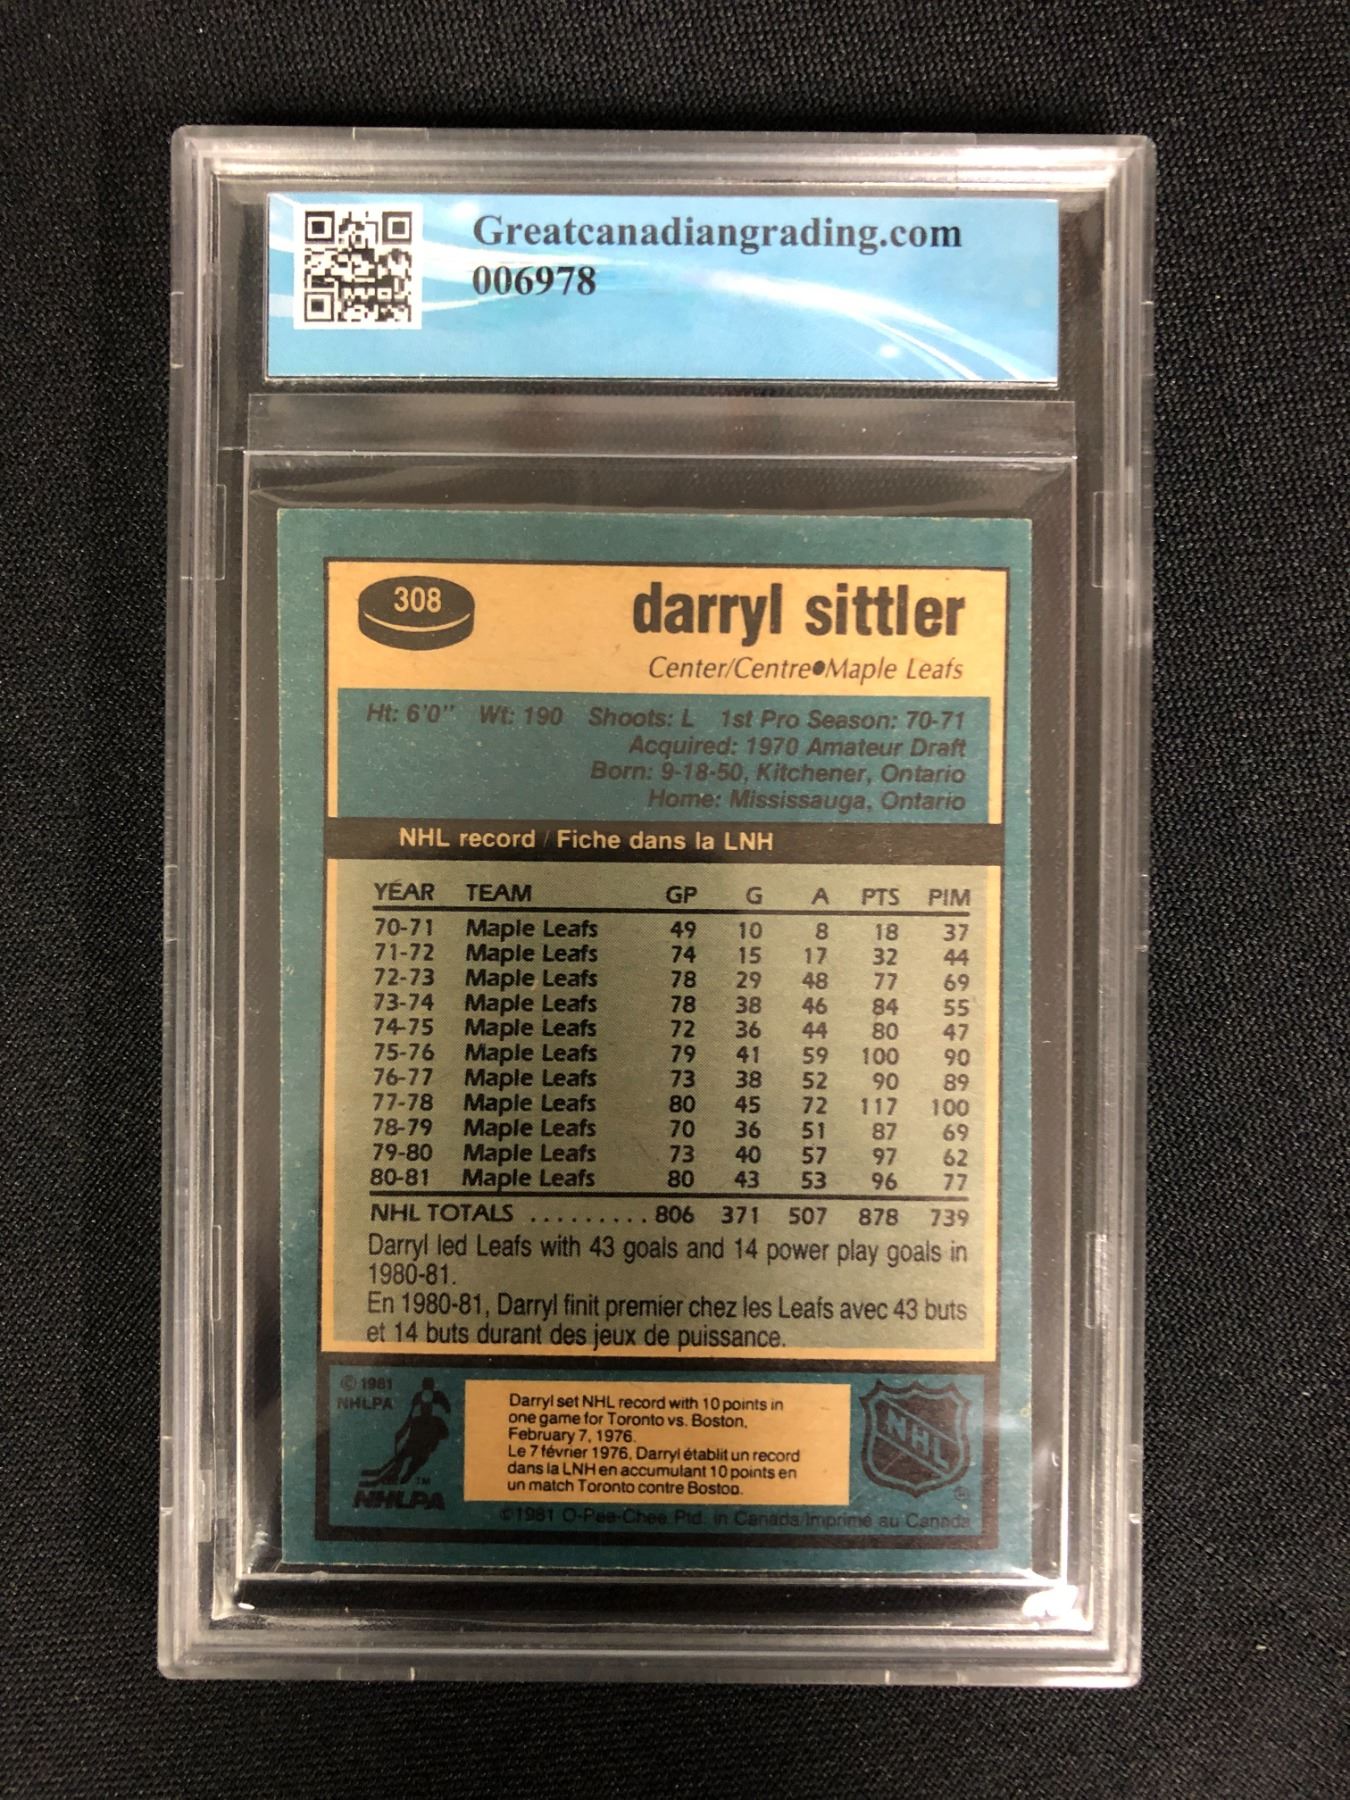 Greatcanadiangrading.com
006978
308
darryl sittler
Center/Centre●Maple Leafs
Ht: 6'0" Wt: 190 Shoots: L 1st Pro Season: 70-71
Acquired: 1970 Amateur Draft
Born: 9-18-50, Kitchener, Ontario
Home: Mississauga, Ontario
NHL record / Fiche dans la LNH
YEAR TEAM GP G A PTS PIM
70-71 Maple Leafs 49 10 8 18 37
71-72 Maple Leafs 74 15 17 32 44
72-73 Maple Leafs 78 29 48 77 69
73-74 Maple Leafs 78 38 46 84 55
74-75 Maple Leafs 72 36 44 80 47
75-76 Maple Leafs 79 41 59 100 90
76-77 Maple Leafs 73 38 52 90 89
77-78 Maple Leafs 80 45 72 117 100
78-79 Maple Leafs 70 36 51 87 69
79-80 Maple Leafs 73 40 57 97 62
80-81 Maple Leafs 80 43 53 96 77
NHL TOTALS ......... 806 371 507 878 739
Darryl led Leafs with 43 goals and 14 power play goals in
1980-81.
En 1980-81, Darryl finit premier chez les Leafs avec 43 buts
et 14 buts durant des jeux de puissance.
© 1981
NHLPA
TM
NHLPA
Darryl set NHL record with 10 points in
one game for Toronto vs. Boston,
February 7, 1976.
Le 7 février 1976, Darryl établit un record
dans la LNH en accumulant 10 points en
un match Toronto contre Boston.
NHL
®
©1981 O-Pee-Chee Ptd. in Canada/Imprimé au Canada